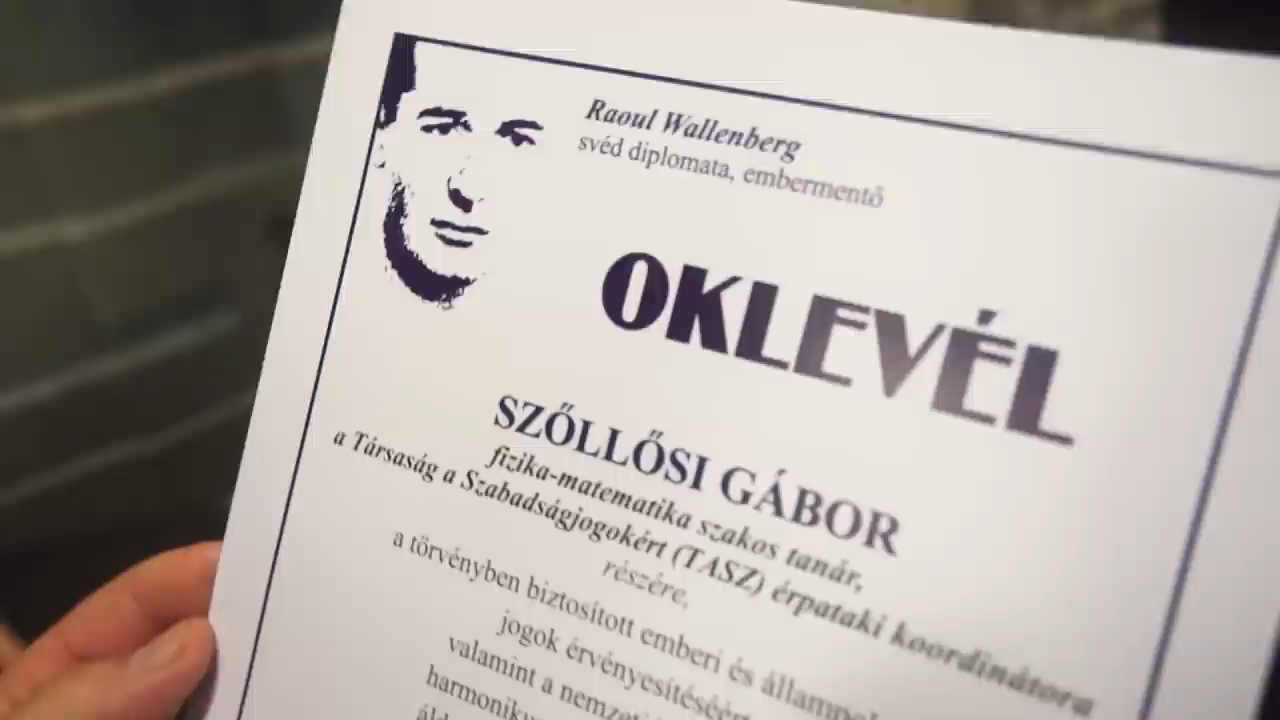 Raoul Wallenberg
svéd diplomata, embermentő
OKLEVÉL
SZŐLLŐSI GÁBOR
fizika-matematika szakos tanár,
a Társaság a Szabadságjogokért (TASZ) érpataki koordinátora
részére,
a törvényben biztosított emberi és állampol
jogok érvényesítéséért
valamint a nemzeti
harmoniku